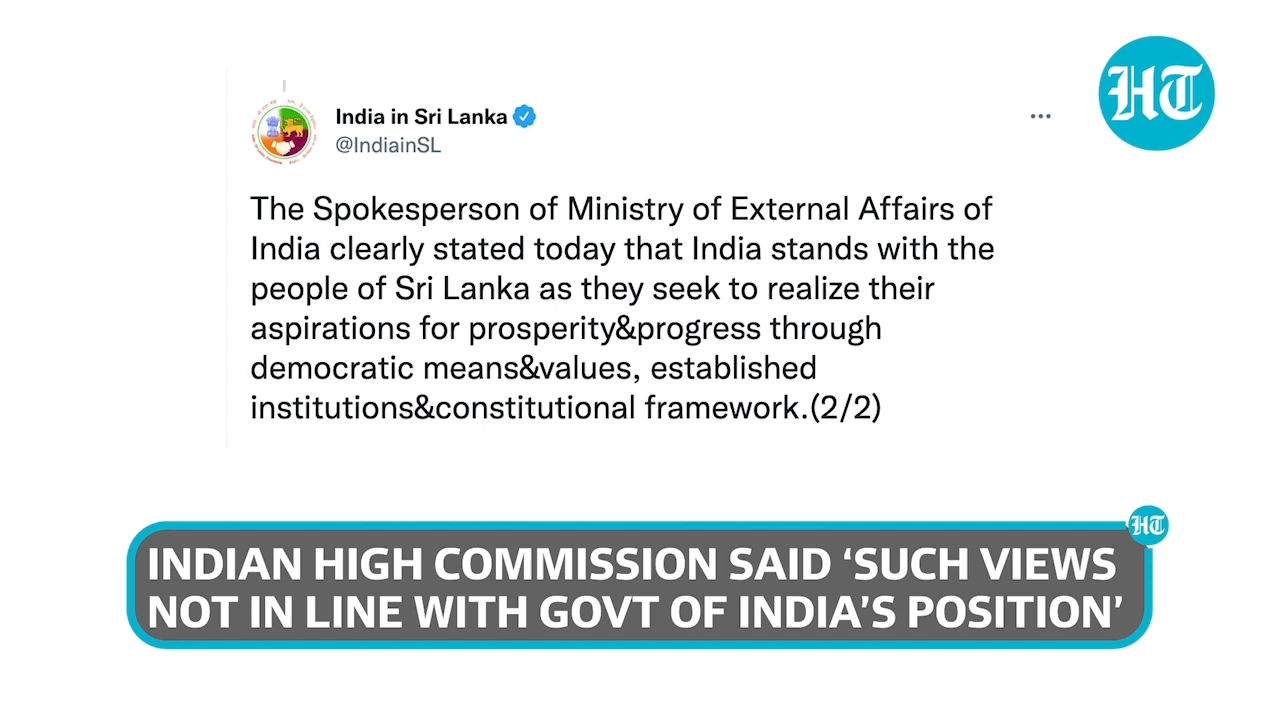 HT
India in Sri Lanka
@IndiainSL
The Spokesperson of Ministry of External Affairs of
India clearly stated today that India stands with the
people of Sri Lanka as they seek to realize their
aspirations for prosperity&progress through
democratic means&values, established
institutions&constitutional framework.(2/2)
HT
INDIAN HIGH COMMISSION SAID ‘SUCH VIEWS
NOT IN LINE WITH GOVT OF INDIA’S POSITION’